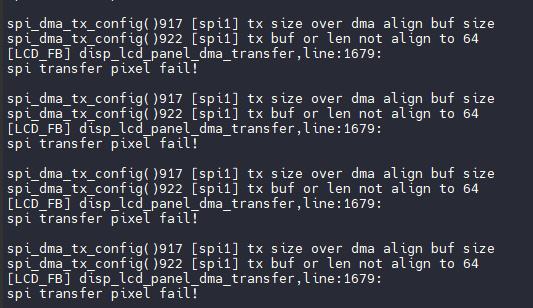 spi_dma_tx_config()917 [spi1] tx size over dma align buf size
spi_dma_tx_config()922 [spi1] tx buf or len not align to 64
[LCD_FB] disp_lcd_panel_dma_transfer,line:1679:
spi transfer pixel fail!
spi_dma_tx_config()917 [spi1] tx size over dma align buf size
spi_dma_tx_config()922 [spi1] tx buf or len not align to 64
[LCD_FB] disp_lcd_panel_dma_transfer,line:1679:
spi transfer pixel fail!
spi_dma_tx_config()917 [spi1] tx size over dma align buf size
spi_dma_tx_config()922 [spi1] tx buf or len not align to 64
[LCD_FB] disp_lcd_panel_dma_transfer,line:1679:
spi transfer pixel fail!
spi_dma_tx_config()917 [spi1] tx size over dma align buf size
spi_dma_tx_config()922 [spi1] tx buf or len not align to 64
[LCD_FB] disp_lcd_panel_dma_transfer,line:1679:
spi transfer pixel fail!